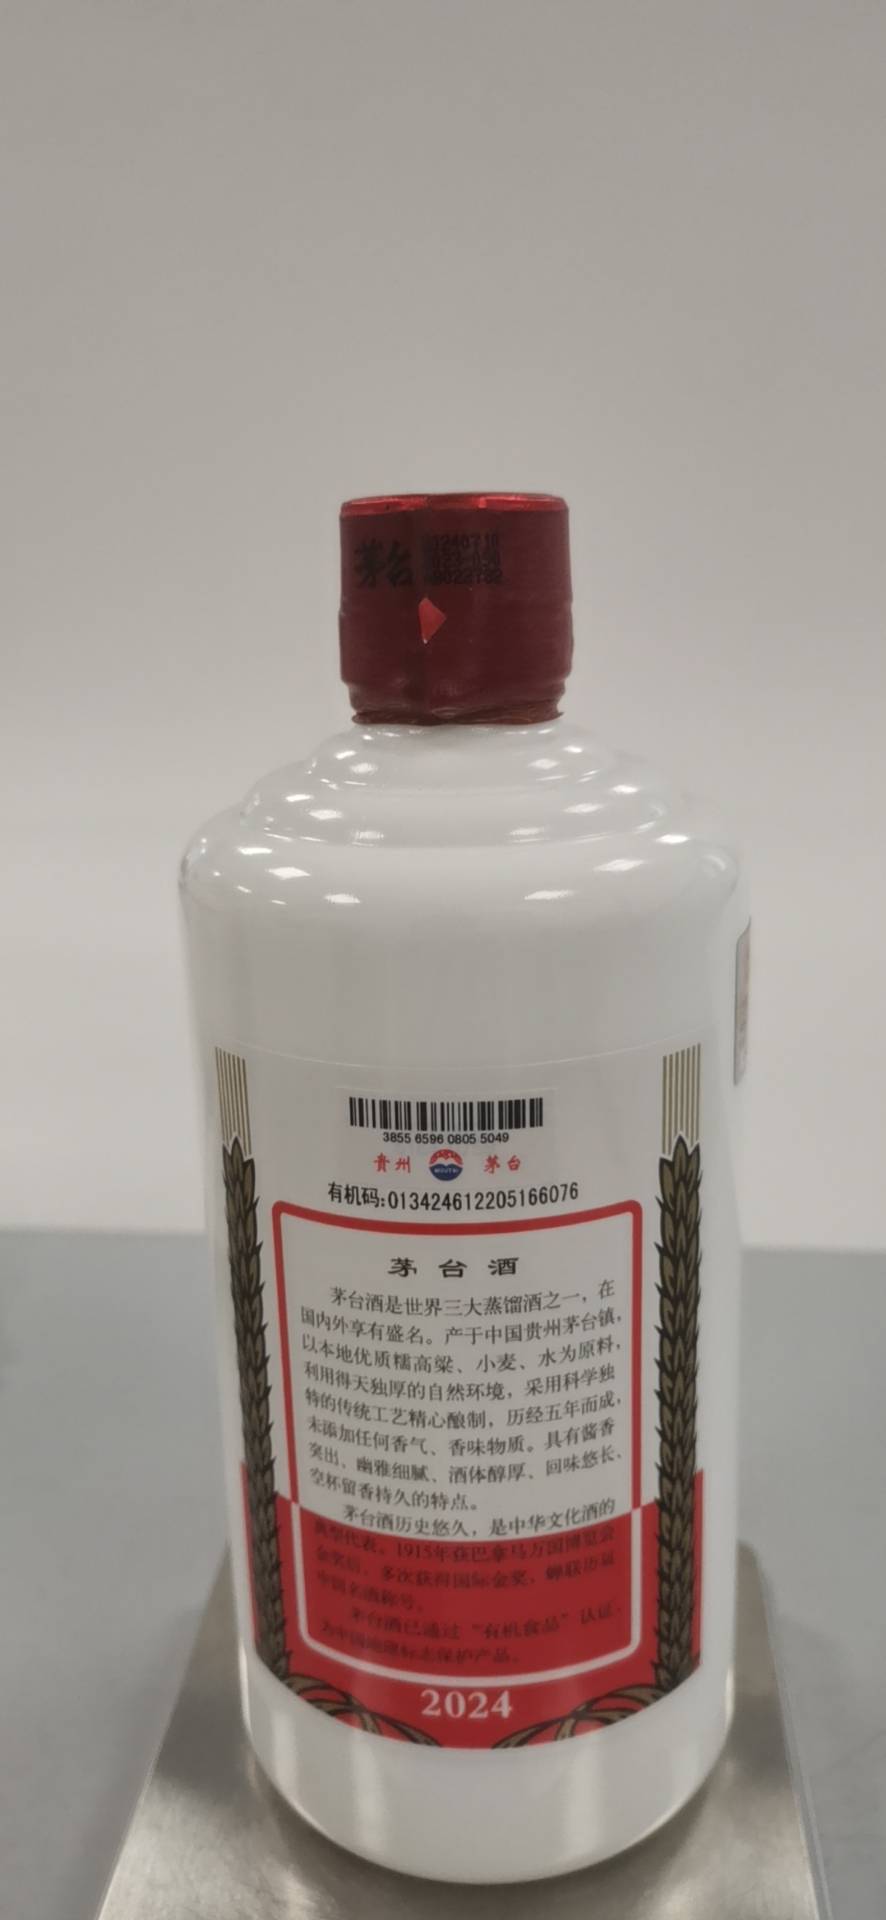 茅台
3855 6596 0805 5049
贵州 MOUTAI 茅台
有机码:013424612205166076
茅台酒
茅台酒是世界三大蒸馏酒之一，在
国内外享有盛名。产于中国贵州茅台镇，
以本地优质糯高粱、小麦、水为原料，
利用得天独厚的自然环境，采用科学独
特的传统工艺精心酿制，历经五年而成，
未添加任何香气、香味物质。具有酱香
突出、幽雅细腻、酒体醇厚、回味悠长、
空杯留香持久的特点。
茅台酒历史悠久，是中华文化酒的
典型代表。1915年获巴拿马万国博览会
金奖后，多次获得国际金奖，蝉联历届
中国名酒称号。
茅台酒已通过“有机食品”认证，
为中国地理标志保护产品。
2024